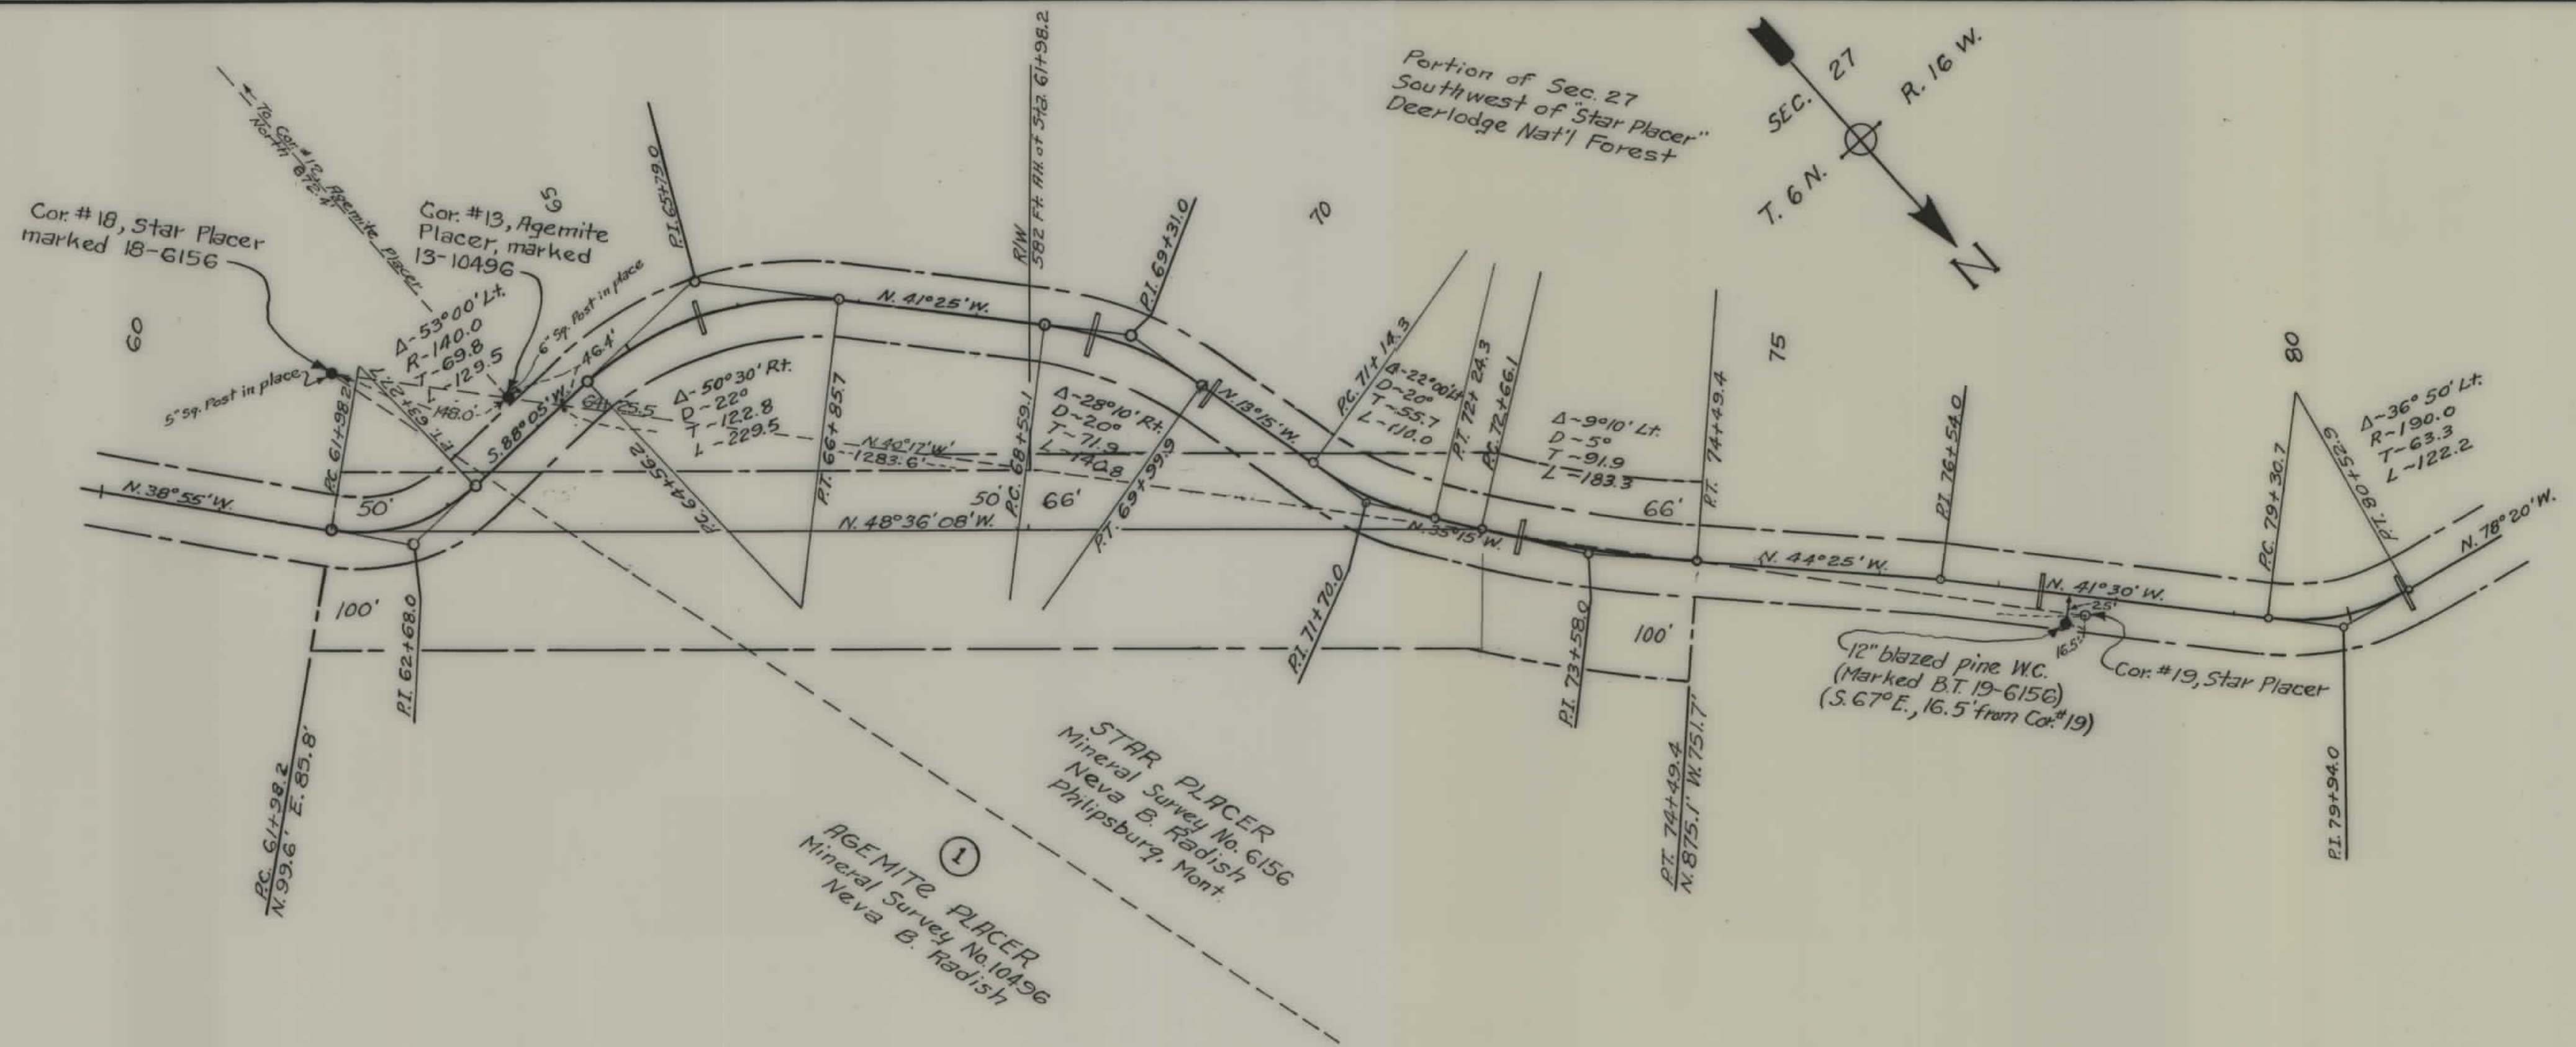 Portion of Sec. 27
Southwest of "Star Placer"
Deerlodge Nat'l Forest
SEC. 27
R. 16 W.
T. 6 N.
N
To Cor. #12, Agemite Placer
North 872.4'
Cor. #18, Star Placer
marked 18-6156
Cor. #13, Agemite
Placer, marked
13-10496
65
60
5" Sq. Post in place
6" Sq. Post in place
Δ~53°00' Lt.
R~140.0
T~69.8
L~129.5
148.0'
46.4'
P.I. 65+79.0
R/W
582 Ft. AH. of Sta. 61+98.2
P.I. 69+31.0
70
N. 41°25' W.
P.C. 61+98.2
P.T. 63+27.7
S. 88°05' W.
N. 38°55' W.
50'
P.C. 64+56.2
Δ~50°30' Rt.
D~22°
T~122.8
L~229.5
P.T. 66+85.7
N. 40°17' W.
1283.6'
P.C. 68+59.1
Δ~28°10' Rt.
D~20°
T~71.9
L~140.8
P.T. 69+99.9
50'
66'
N. 48°36'08" W.
N. 13°15' W.
P.C. 71+14.3
Δ~22°00' Lt.
D~20°
T~55.7
L~110.0
P.T. 72+24.3
P.C. 72+66.1
Δ~9°10' Lt.
D~5°
T~91.9
L~183.3
P.T. 74+49.4
75
66'
N. 35°15' W.
N. 44°25' W.
P.I. 76+54.0
N. 41°30' W.
25'
16.5'
80
P.C. 79+30.7
P.T. 80+52.9
Δ~36°50' Lt.
R~190.0
T~63.3
L~122.2
N. 78°20' W.
100'
P.I. 62+68.0
P.C. 61+98.2
N. 99.6' E. 85.8'
P.I. 71+70.0
P.I. 73+58.0
100'
P.T. 74+49.4
N. 875.1' W. 751.7'
12" blazed pine W.C.
(Marked B.T. 19-6156)
(S. 67° E., 16.5' from Cor. #19)
Cor. #19, Star Placer
P.I. 79+94.0
STAR PLACER
Mineral Survey No. 6156
Neva B. Radish
Philipsburg, Mont.
1
AGEMITE PLACER
Mineral Survey No. 10496
Neva B. Radish